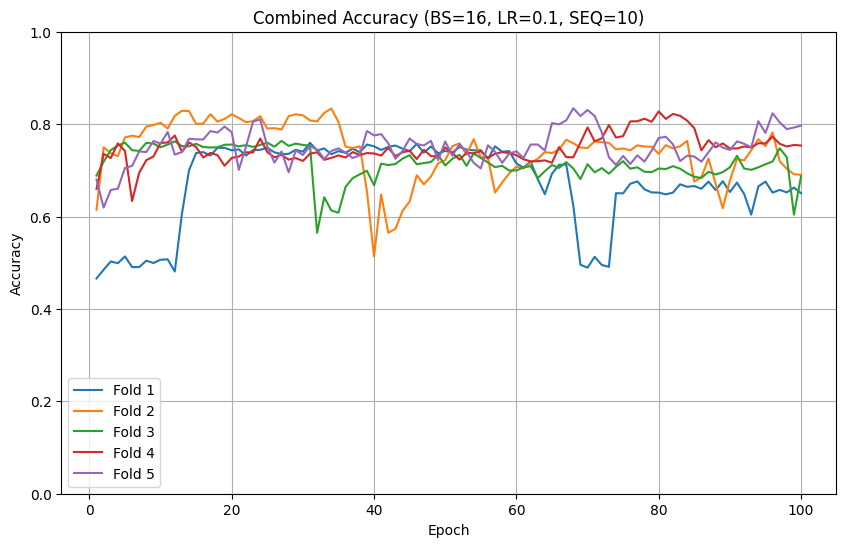 Combined Accuracy (BS=16, LR=0.1, SEQ=10)
1.0
0.8
0.6
0.4
0.2
0.0
Accuracy
Fold 1
Fold 2
Fold 3
Fold 4
Fold 5
0 20 40 60 80 100
Epoch